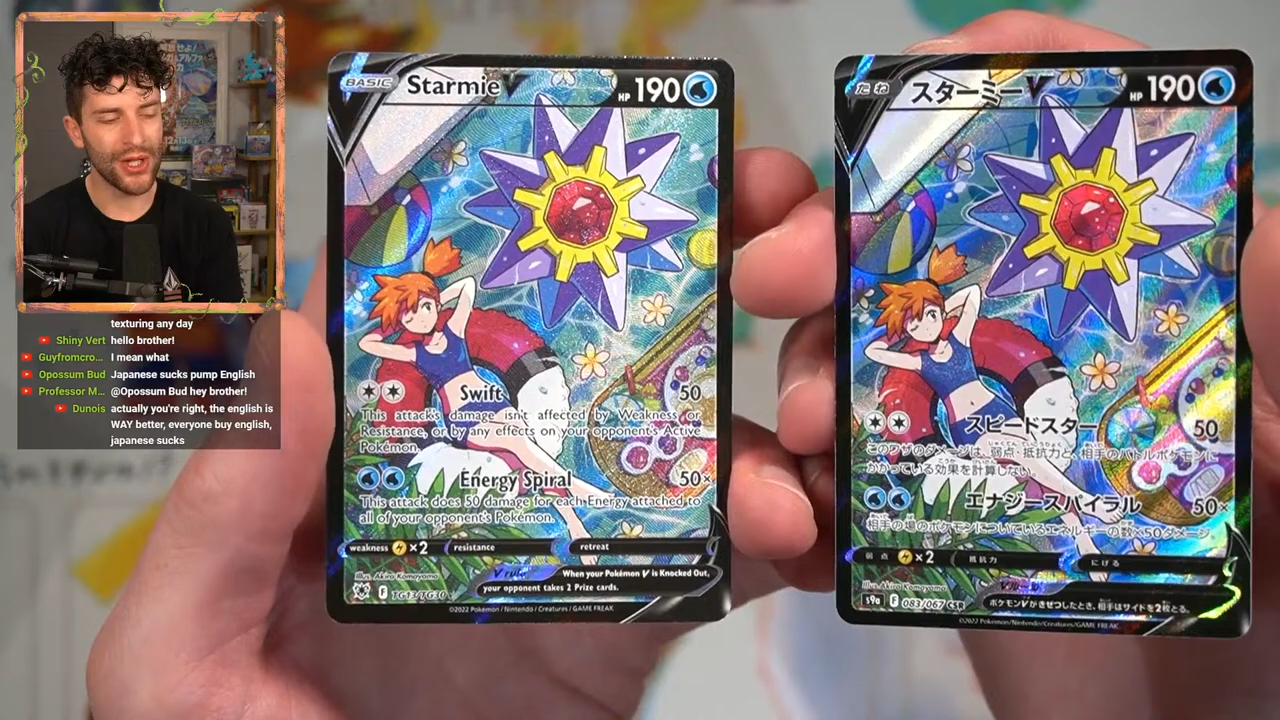 texturing any day
Shiny Vert hello brother!
Guyfromcro... I mean what
Opossum Bud Japanese sucks pump English
Professor M... @Opossum Bud hey brother!
Dunois actually you're right, the english is
WAY better, everyone buy english,
japanese sucks
BASIC Starmie V HP 190
Swift 50
This attack's damage isn't affected by Weakness or
Resistance, or by any effects on your opponent's Active
Pokémon.
Energy Spiral 50×
This attack does 50 damage for each Energy attached to
all of your opponent's Pokémon.
weakness ×2 resistance retreat
V rule When your Pokémon V is Knocked Out,
your opponent takes 2 Prize cards.
Illus. Akira Komayama
F TG13/TG30
©2022 Pokémon / Nintendo / Creatures / GAME FREAK
たね スターミーV HP 190
スピードスター 50
このワザのダメージは、弱点・抵抗力と、相手のバトルポケモンに
かかっている効果を計算しない。
エナジースパイラル 50×
相手の場のポケモンについているエネルギーの数×50ダメージ。
弱点 ×2 抵抗力 にげる
Vルール
ポケモンVがきぜつしたとき、相手はサイドを2枚とる。
Illus. Akira Komayama
s9a F 083/067 CSR
©2022 Pokémon/Nintendo/Creatures/GAME FREAK